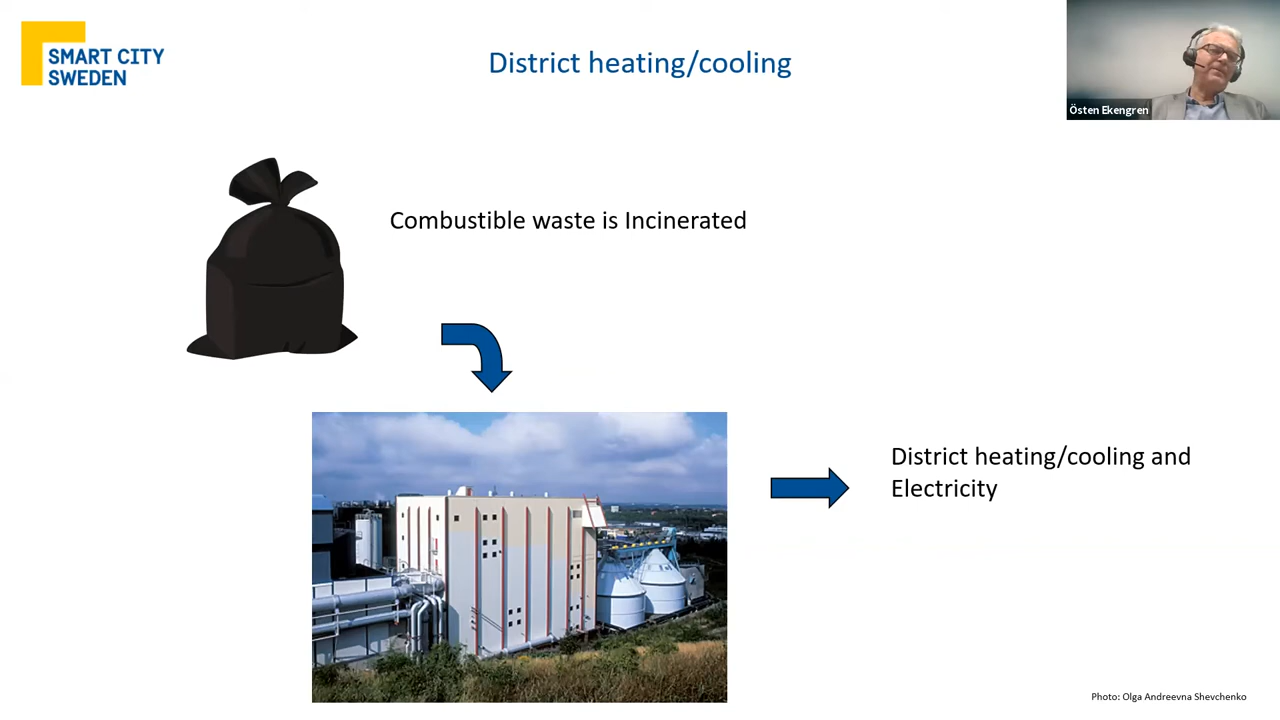 SMART CITY
SWEDEN
District heating/cooling
Östen Ekengren
Combustible waste is Incinerated
District heating/cooling and
Electricity
Photo: Olga Andreevna Shevchenko